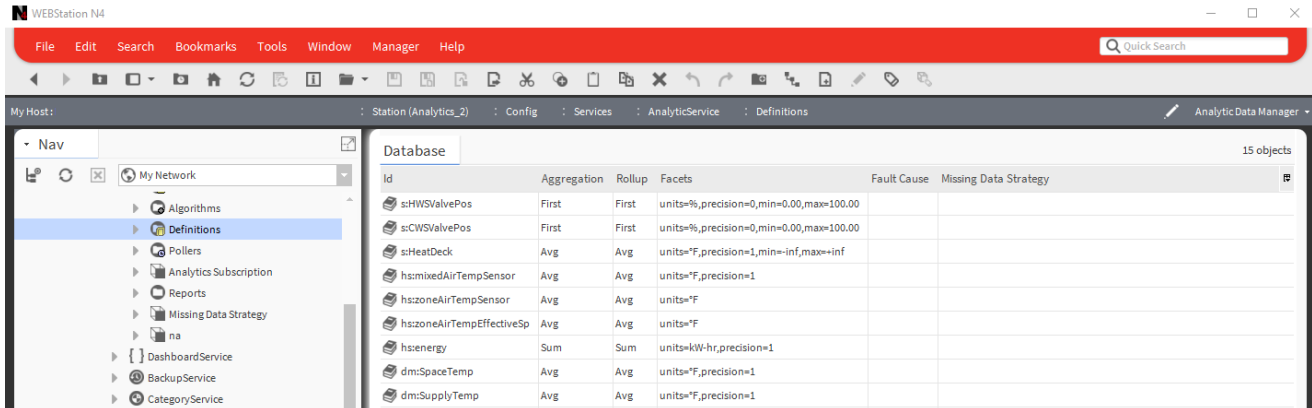 WEBStation N4
File Edit Search Bookmarks Tools Window Manager Help
Quick Search
My Host : : Station (Analytics_2) : Config : Services : AnalyticService : Definitions
Analytic Data Manager
Nav
My Network
Algorithms
Definitions
Pollers
Analytics Subscription
Reports
Missing Data Strategy
na
DashboardService
BackupService
CategoryService
Database
15 objects
Id Aggregation Rollup Facets Fault Cause Missing Data Strategy
s:HWSValvePos First First units=%,precision=0,min=0.00,max=100.00
s:CWSValvePos First First units=%,precision=0,min=0.00,max=100.00
s:HeatDeck Avg Avg units=°F,precision=1,min=-inf,max=+inf
hs:mixedAirTempSensor Avg Avg units=°F,precision=1
hs:zoneAirTempSensor Avg Avg units=°F
hs:zoneAirTempEffectiveSp Avg Avg units=°F
hs:energy Sum Sum units=kW-hr,precision=1
dm:SpaceTemp Avg Avg units=°F,precision=1
dm:SupplyTemp Avg Avg units=°F,precision=1